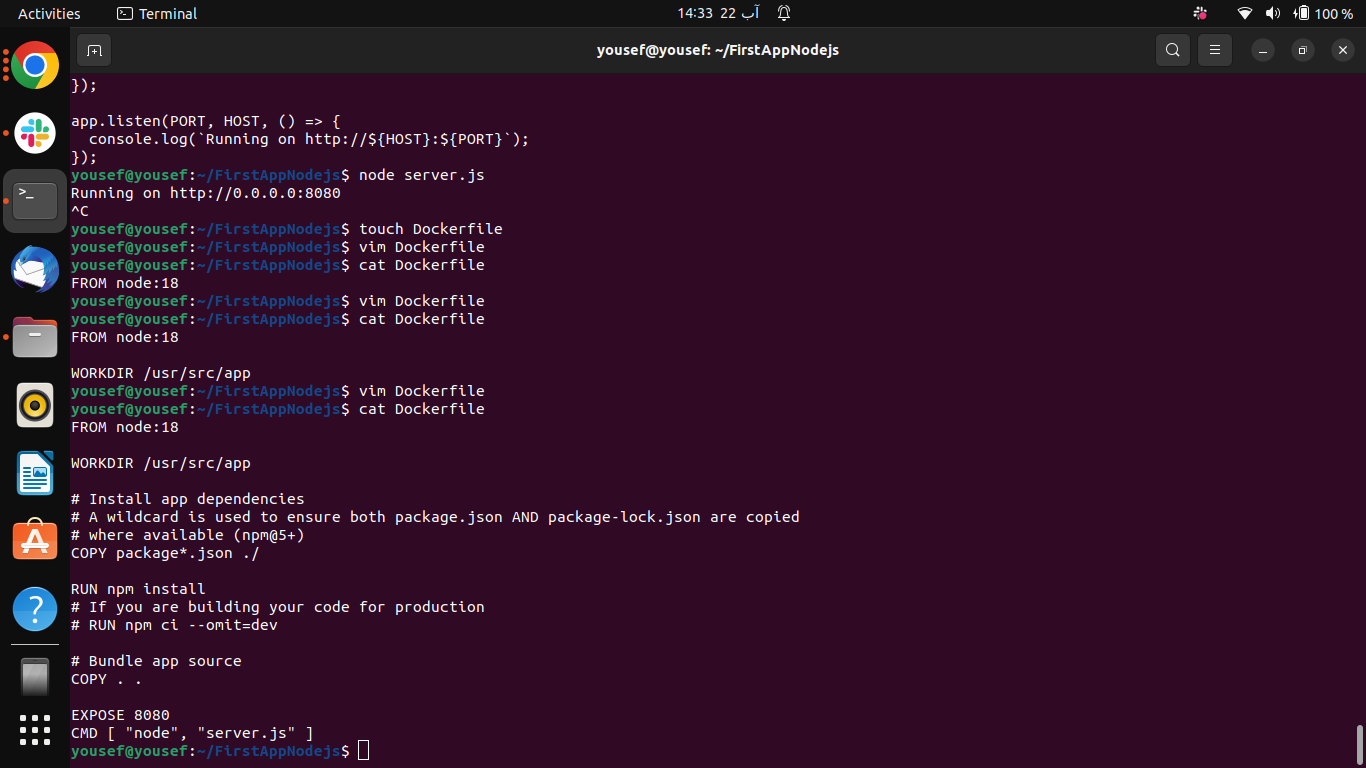 Activities
Terminal
14:33 22 آب
100 %
yousef@yousef: ~/FirstAppNodejs
});
app.listen(PORT, HOST, () => {
  console.log(`Running on http://${HOST}:${PORT}`);
});
yousef@yousef:~/FirstAppNodejs$ node server.js
Running on http://0.0.0.0:8080
^C
yousef@yousef:~/FirstAppNodejs$ touch Dockerfile
yousef@yousef:~/FirstAppNodejs$ vim Dockerfile
yousef@yousef:~/FirstAppNodejs$ cat Dockerfile
FROM node:18
yousef@yousef:~/FirstAppNodejs$ vim Dockerfile
yousef@yousef:~/FirstAppNodejs$ cat Dockerfile
FROM node:18
WORKDIR /usr/src/app
yousef@yousef:~/FirstAppNodejs$ vim Dockerfile
yousef@yousef:~/FirstAppNodejs$ cat Dockerfile
FROM node:18
WORKDIR /usr/src/app
# Install app dependencies
# A wildcard is used to ensure both package.json AND package-lock.json are copied
# where available (npm@5+)
COPY package*.json ./
RUN npm install
# If you are building your code for production
# RUN npm ci --omit=dev
# Bundle app source
COPY . .
EXPOSE 8080
CMD [ "node", "server.js" ]
yousef@yousef:~/FirstAppNodejs$